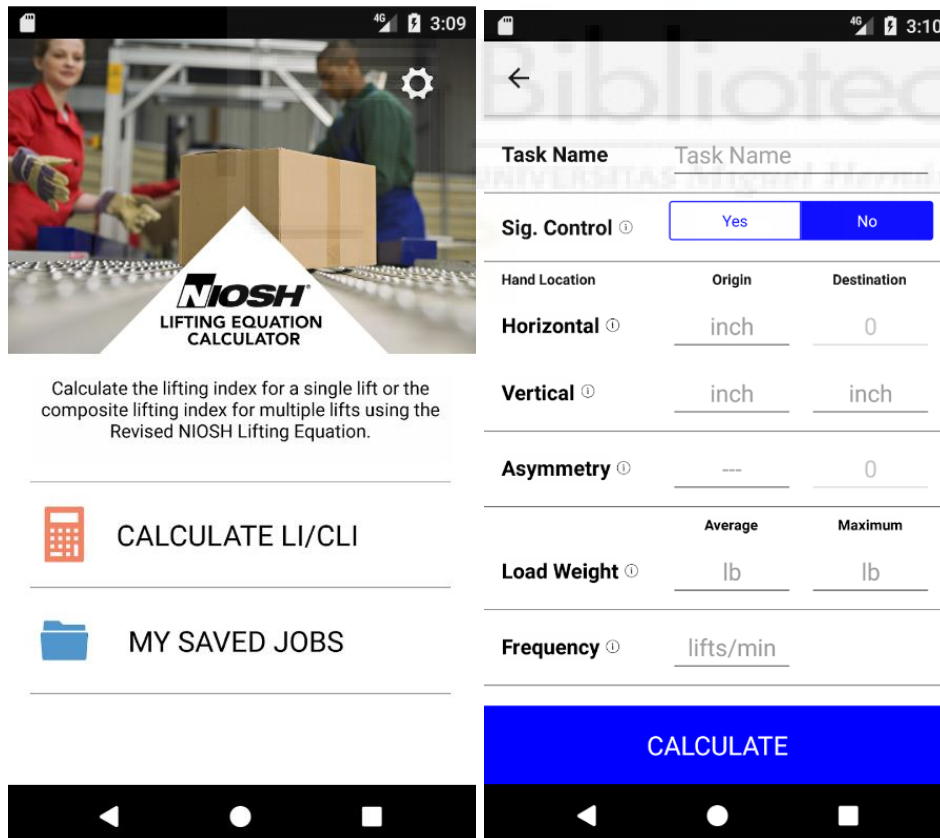 4G 3:09
NIOSH
LIFTING EQUATION
CALCULATOR
Calculate the lifting index for a single lift or the
composite lifting index for multiple lifts using the
Revised NIOSH Lifting Equation.
CALCULATE LI/CLI
MY SAVED JOBS
4G 3:10
Bibliotec
Task Name Task Name
UNIVERSITAS Miguel Herná
Sig. Control Yes No
Hand Location Origin Destination
Horizontal inch 0
Vertical inch inch
Asymmetry --- 0
Average Maximum
Load Weight lb lb
Frequency lifts/min
CALCULATE